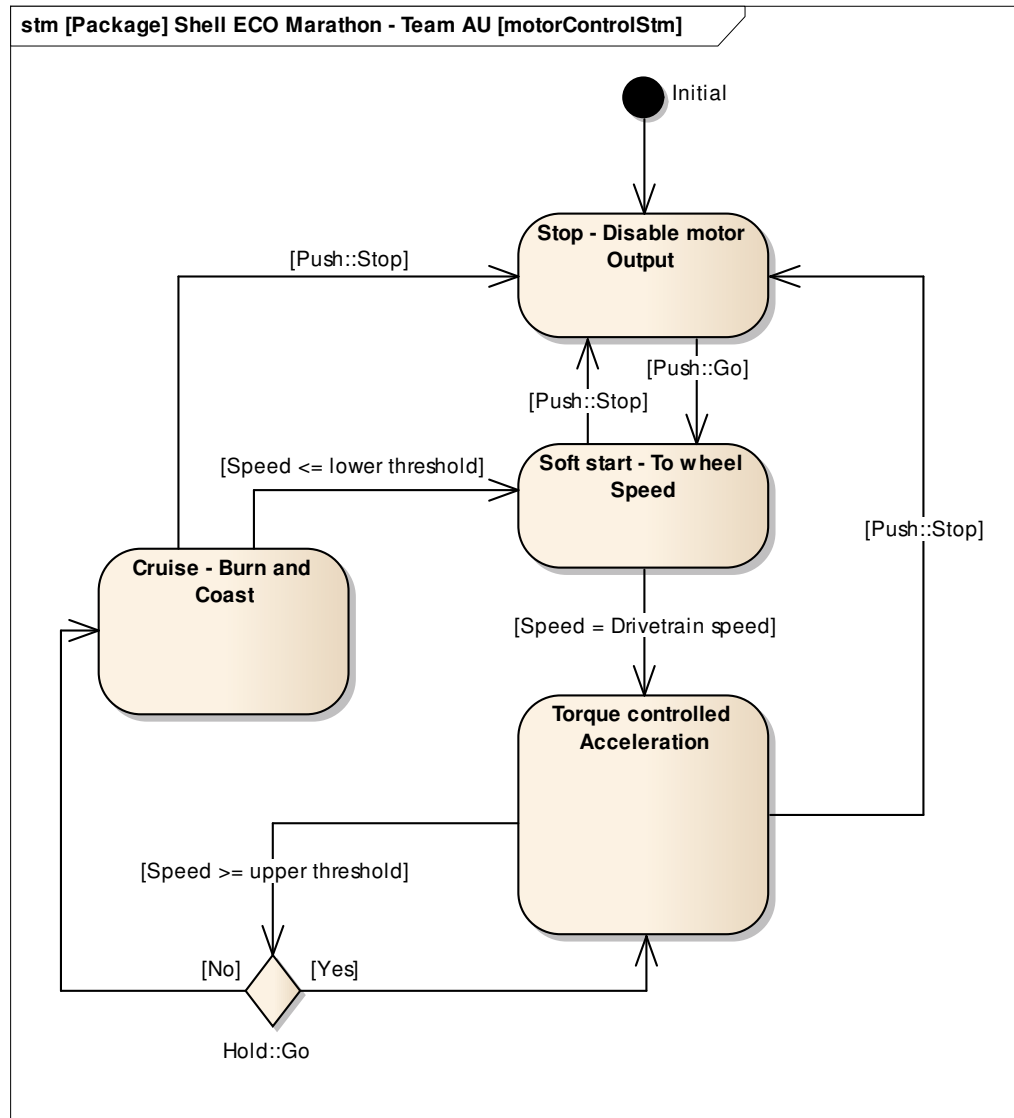 stm [Package] Shell ECO Marathon - Team AU [motorControlStm]
Initial
Stop - Disable motor
Output
[Push::Stop]
[Push::Go]
[Push::Stop]
[Speed <= lower threshold]
Soft start - To wheel
Speed
[Push::Stop]
Cruise - Burn and
Coast
[Speed = Drivetrain speed]
Torque controlled
Acceleration
[Speed >= upper threshold]
[No]
[Yes]
Hold::Go